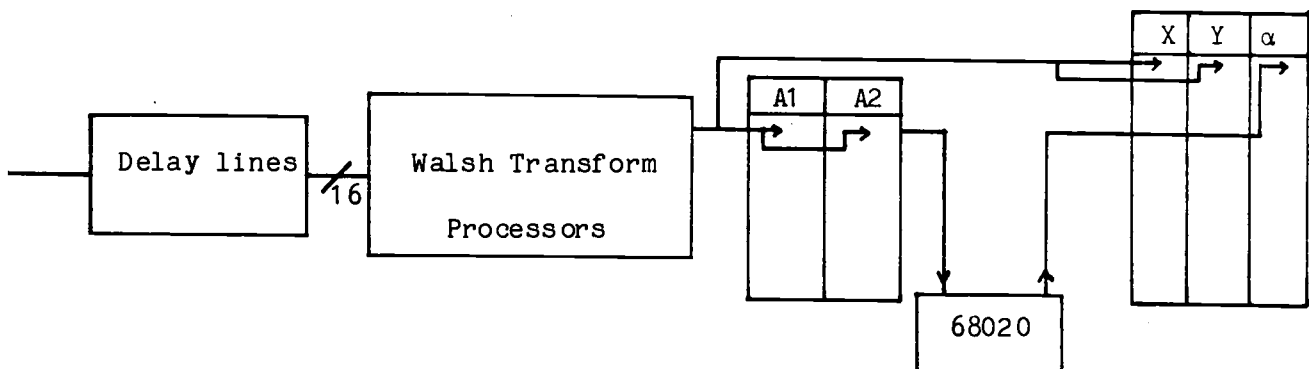 X Y α
A1 A2
Delay lines
16
Walsh Transform
Processors
68020